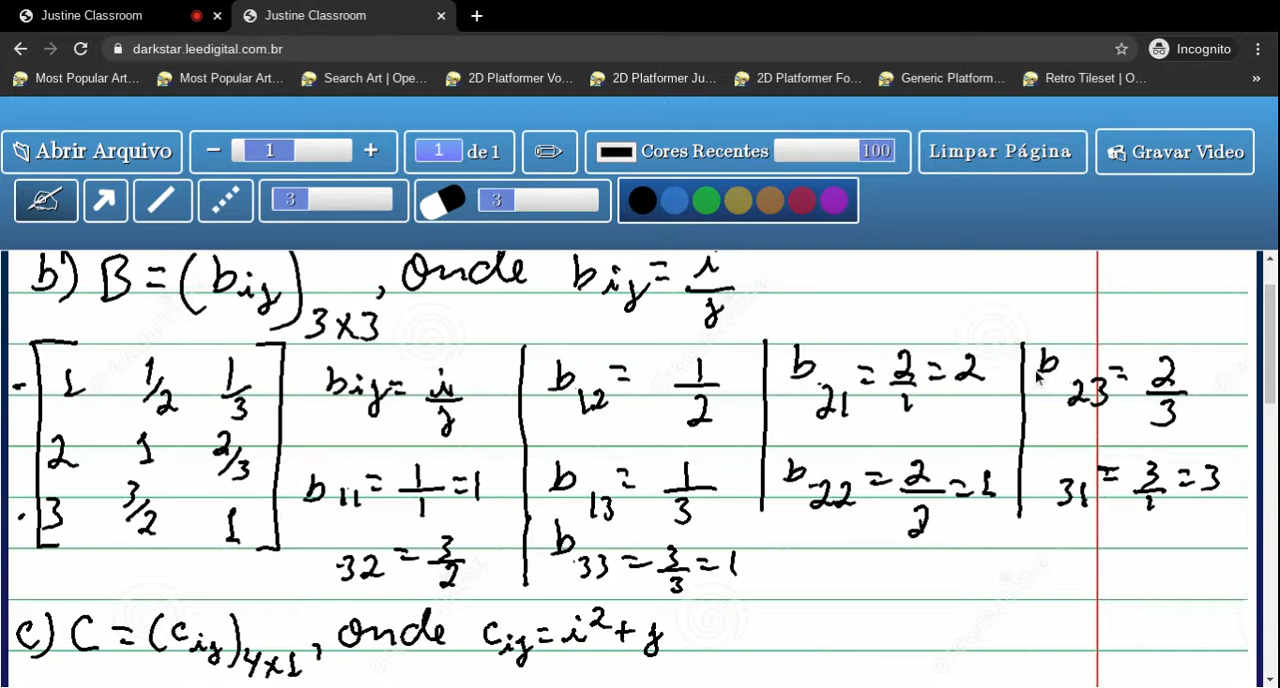 Justine Classroom Justine Classroom
darkstar.leedigital.com.br Incognito
Most Popular Art... Most Popular Art... Search Art | Ope... 2D Platformer Vo... 2D Platformer Ju... 2D Platformer Fo... Generic Platform... Retro Tileset | O... »
Abrir Arquivo − 1 + 1 de 1 Cores Recentes 100 Limpar Página Gravar Video
3 3
b) B = (bij)3x3, onde bij = i/j
1 1/2 1/3 bij = i/j b12 = 1/2 b21 = 2/1 = 2 b23 = 2/3
2 1 2/3 b11 = 1/1 = 1 b13 = 1/3 b22 = 2/2 = 1 31 = 3/1 = 3
3 3/2 1 32 = 3/2 b33 = 3/3 = 1
c) C = (cij)4x1, onde cij = i² + j